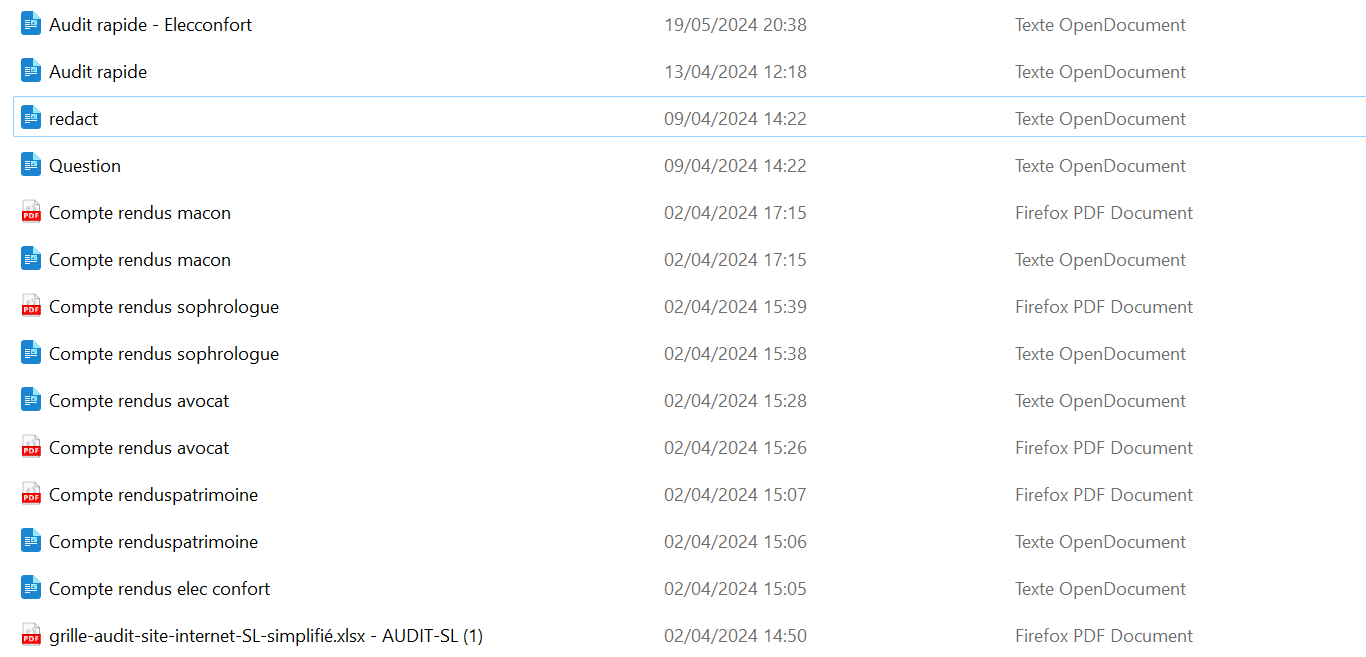 Audit rapide - Elecconfort 19/05/2024 20:38 Texte OpenDocument
Audit rapide 13/04/2024 12:18 Texte OpenDocument
redact 09/04/2024 14:22 Texte OpenDocument
Question 09/04/2024 14:22 Texte OpenDocument
PDF Compte rendus macon 02/04/2024 17:15 Firefox PDF Document
Compte rendus macon 02/04/2024 17:15 Texte OpenDocument
PDF Compte rendus sophrologue 02/04/2024 15:39 Firefox PDF Document
Compte rendus sophrologue 02/04/2024 15:38 Texte OpenDocument
Compte rendus avocat 02/04/2024 15:28 Texte OpenDocument
PDF Compte rendus avocat 02/04/2024 15:26 Firefox PDF Document
PDF Compte renduspatrimoine 02/04/2024 15:07 Firefox PDF Document
Compte renduspatrimoine 02/04/2024 15:06 Texte OpenDocument
Compte rendus elec confort 02/04/2024 15:05 Texte OpenDocument
PDF grille-audit-site-internet-SL-simplifié.xlsx - AUDIT-SL (1) 02/04/2024 14:50 Firefox PDF Document